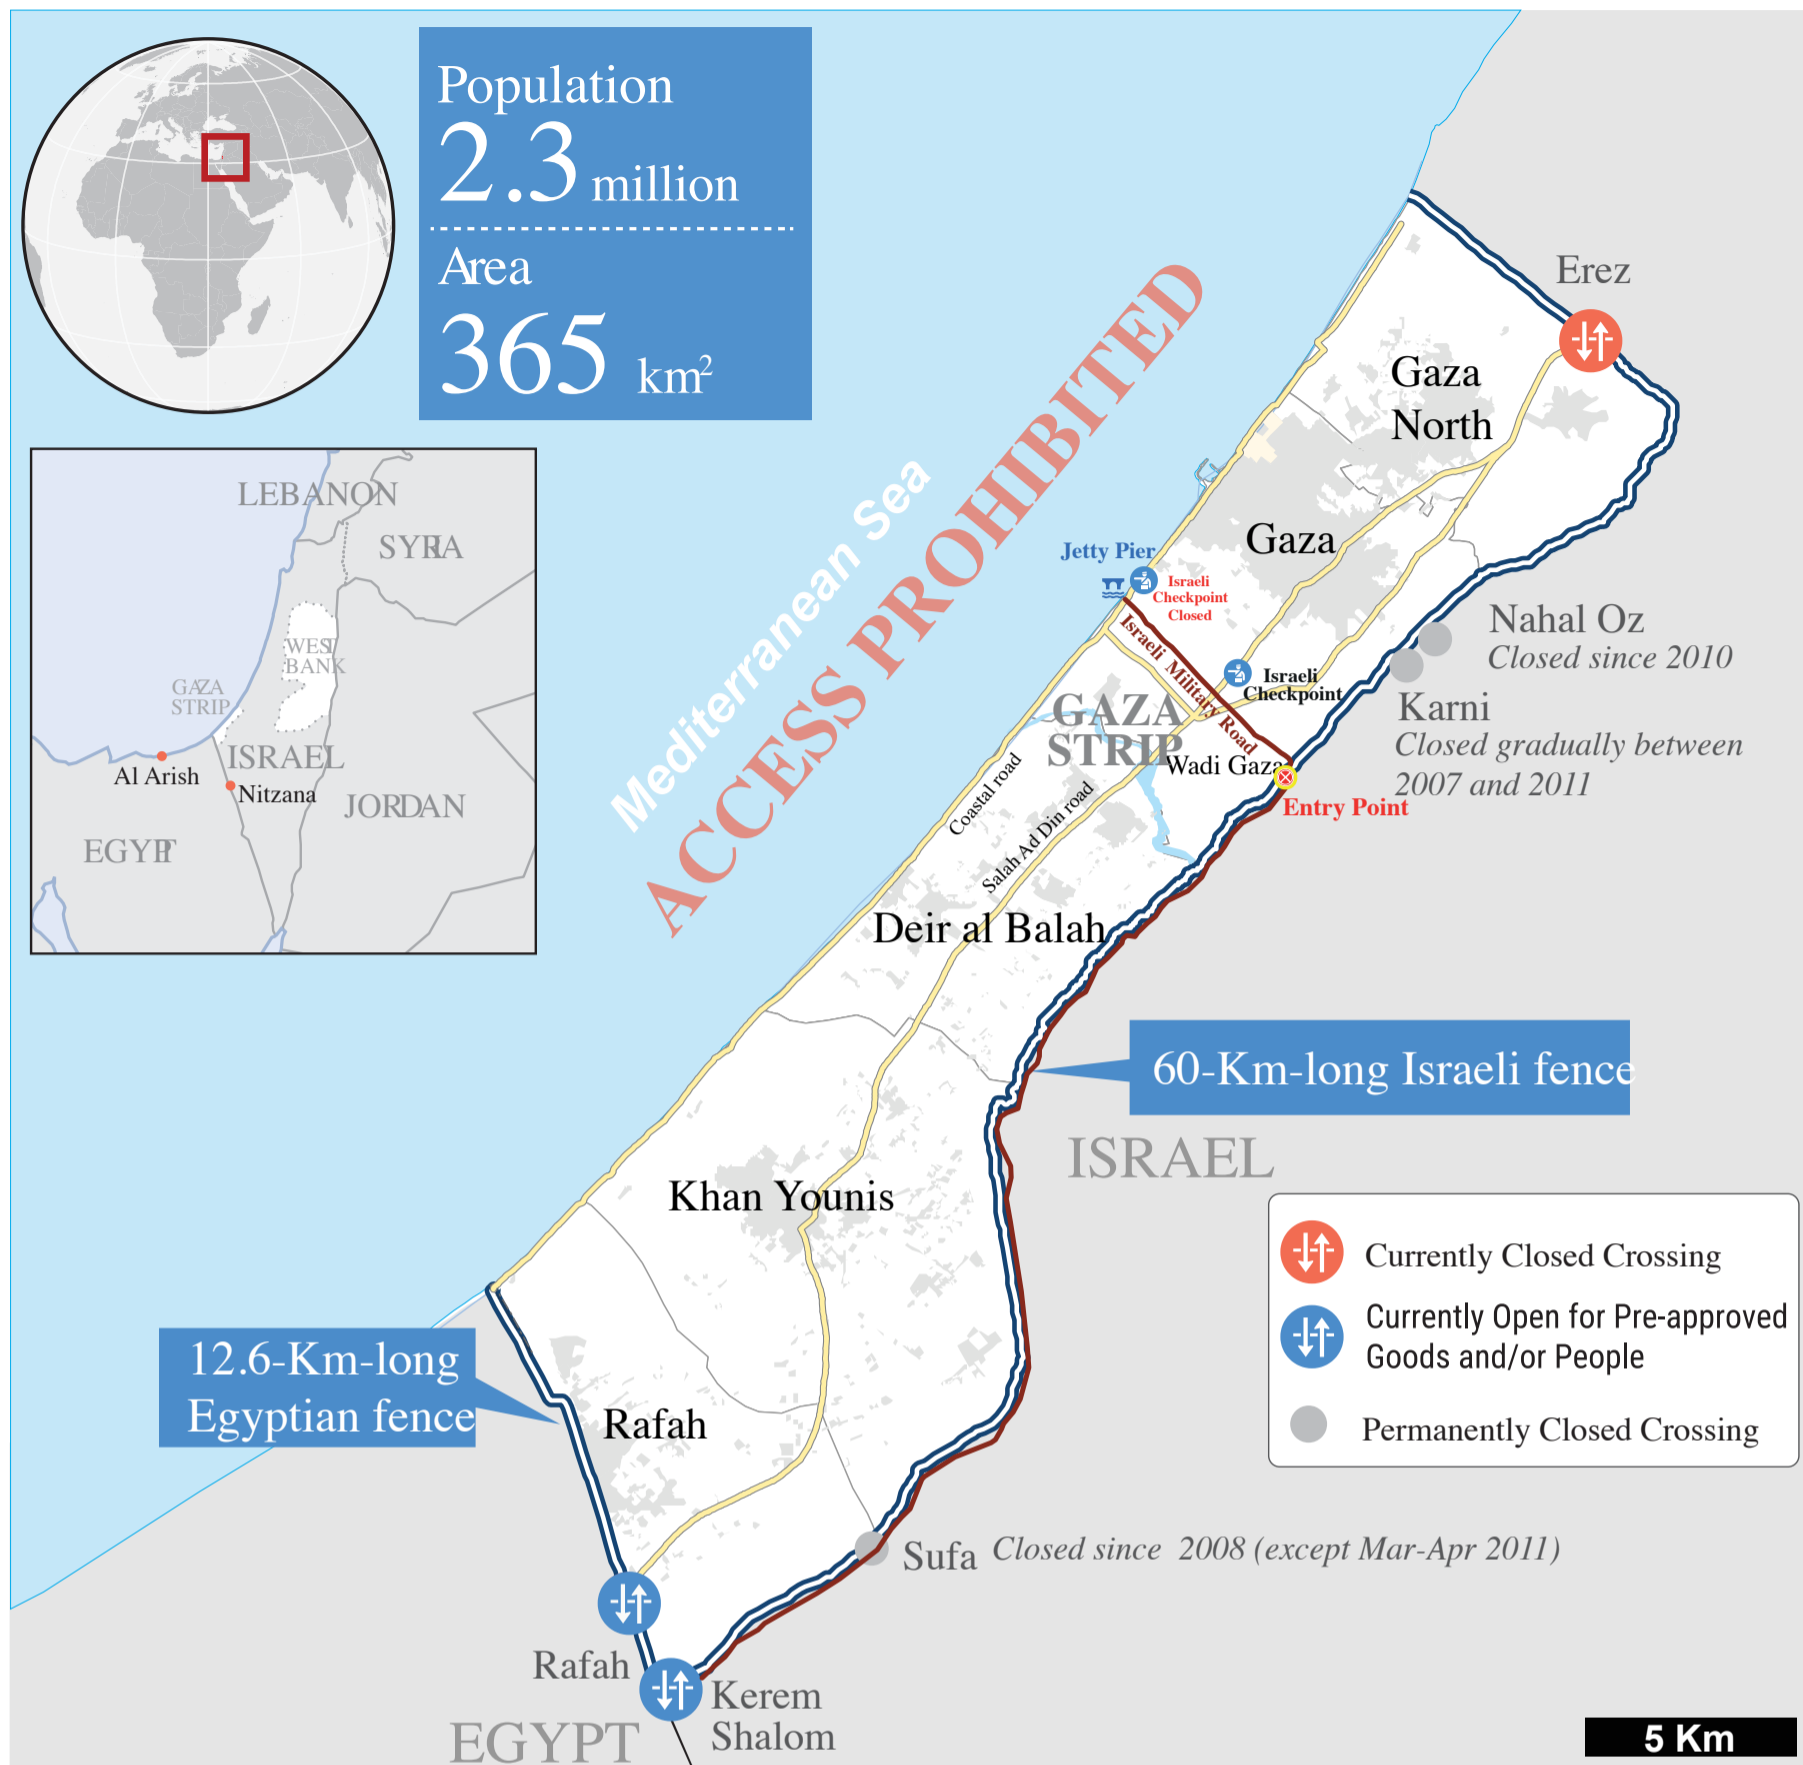 Population
2.3 million
Area
365 km²
LEBANON
SYRIA
WEST
BANK
GAZA
STRIP
ISRAEL
Al Arish
Nitzana
JORDAN
EGYPT
Mediterranean Sea
ACCESS PROHIBITED
Erez
Gaza
North
Gaza
Jetty Pier
Israeli
Checkpoint
Closed
Israeli Military Road
Israeli
Checkpoint
Nahal Oz
Closed since 2010
Karni
Closed gradually between
2007 and 2011
GAZA
STRIP
Wadi Gaza
Entry Point
Coastal road
Salah Ad Din road
Deir al Balah
60-Km-long Israeli fence
ISRAEL
Khan Younis
12.6-Km-long
Egyptian fence
Rafah
Currently Closed Crossing
Currently Open for Pre-approved
Goods and/or People
Permanently Closed Crossing
Sufa Closed since 2008 (except Mar-Apr 2011)
Rafah
Kerem
Shalom
EGYPT
5 Km